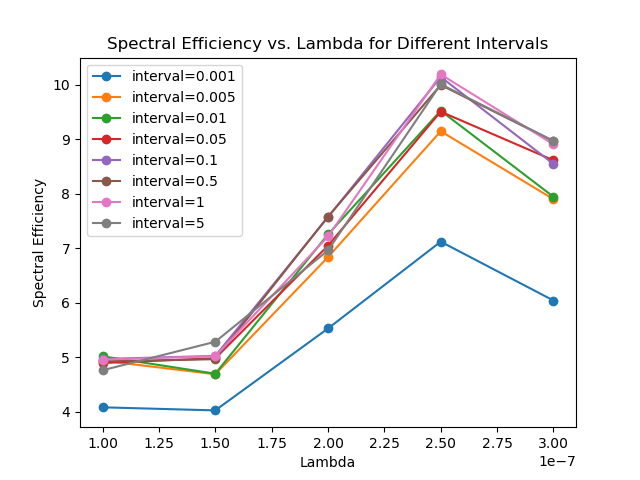 Spectral Efficiency vs. Lambda for Different Intervals
interval=0.001
interval=0.005
interval=0.01
interval=0.05
interval=0.1
interval=0.5
interval=1
interval=5
Spectral Efficiency
10
9
8
7
6
5
4
1.00 1.25 1.50 1.75 2.00 2.25 2.50 2.75 3.00
1e−7
Lambda